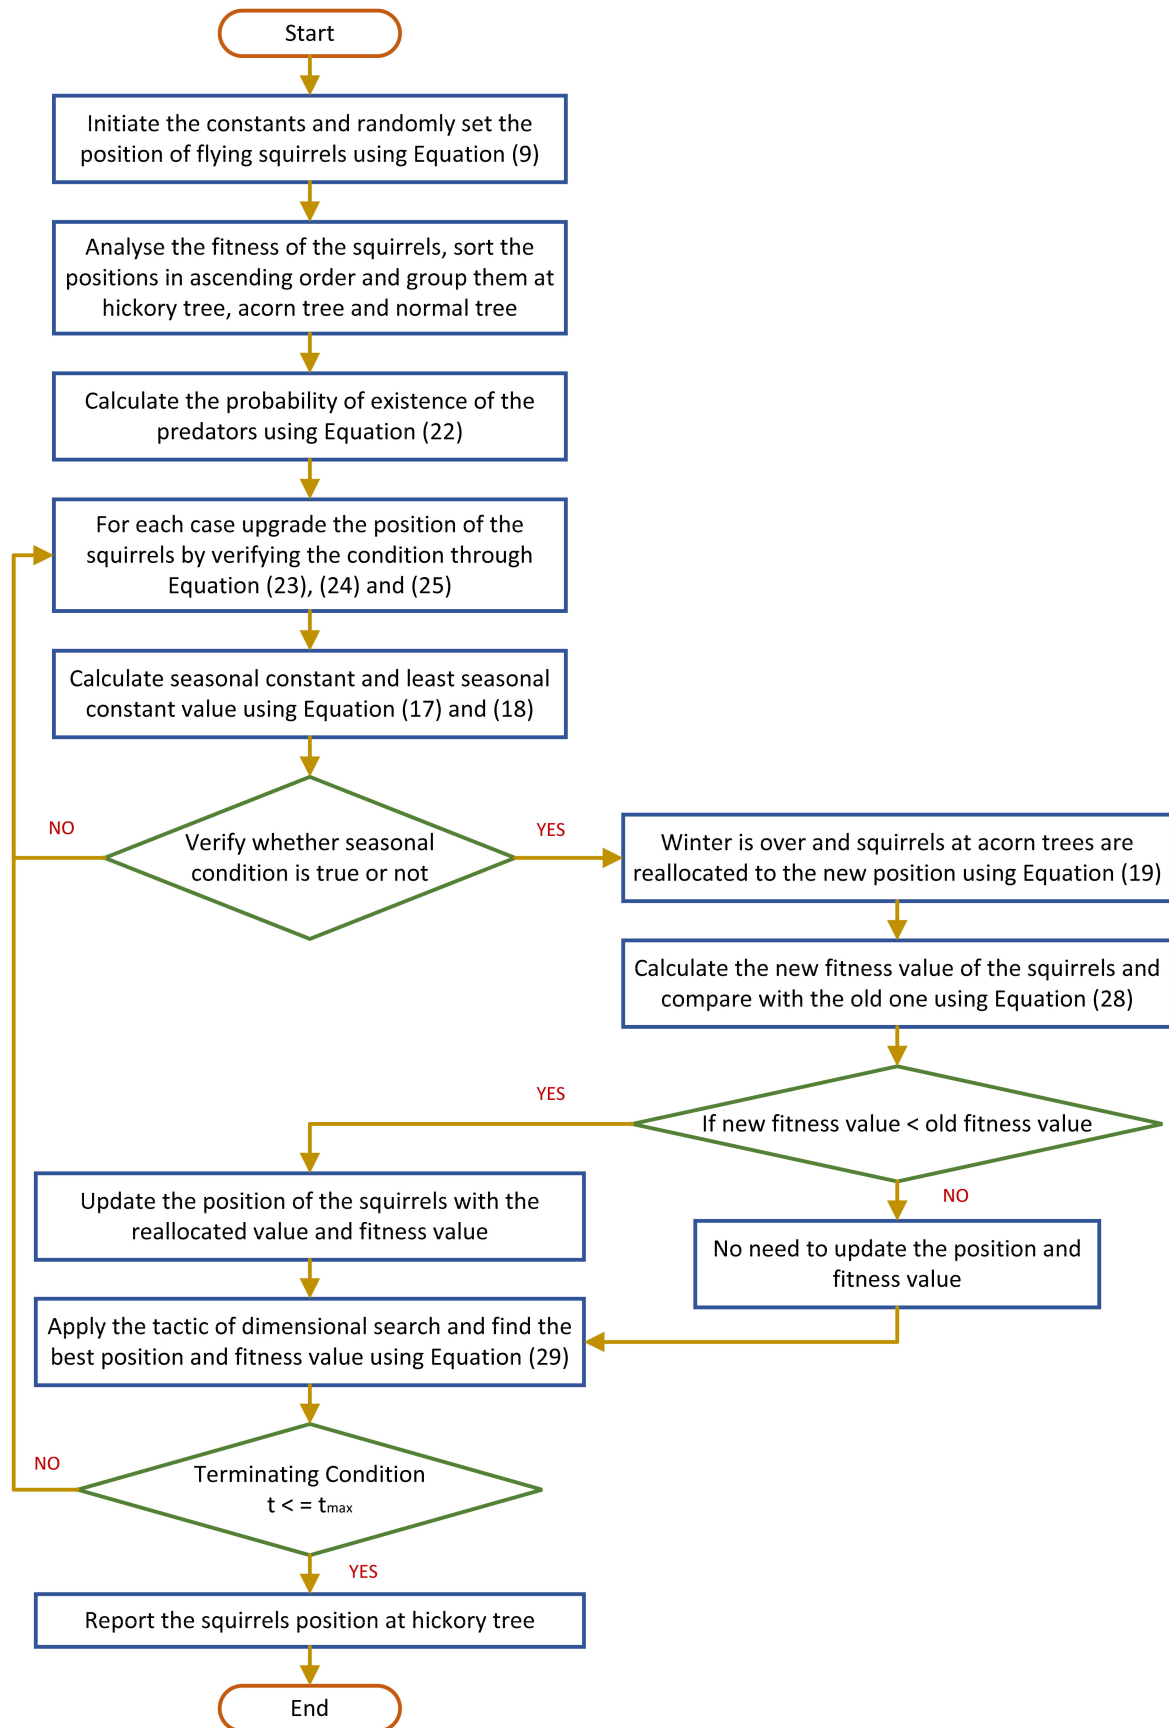 Start
Initiate the constants and randomly set the
position of flying squirrels using Equation (9)
Analyse the fitness of the squirrels, sort the
positions in ascending order and group them at
hickory tree, acorn tree and normal tree
Calculate the probability of existence of the
predators using Equation (22)
For each case upgrade the position of the
squirrels by verifying the condition through
Equation (23), (24) and (25)
Calculate seasonal constant and least seasonal
constant value using Equation (17) and (18)
NO
Verify whether seasonal
condition is true or not
YES
Winter is over and squirrels at acorn trees are
reallocated to the new position using Equation (19)
Calculate the new fitness value of the squirrels and
compare with the old one using Equation (28)
YES
If new fitness value < old fitness value
NO
Update the position of the squirrels with the
reallocated value and fitness value
No need to update the position and
fitness value
Apply the tactic of dimensional search and find the
best position and fitness value using Equation (29)
NO
Terminating Condition
t < = tmax
YES
Report the squirrels position at hickory tree
End